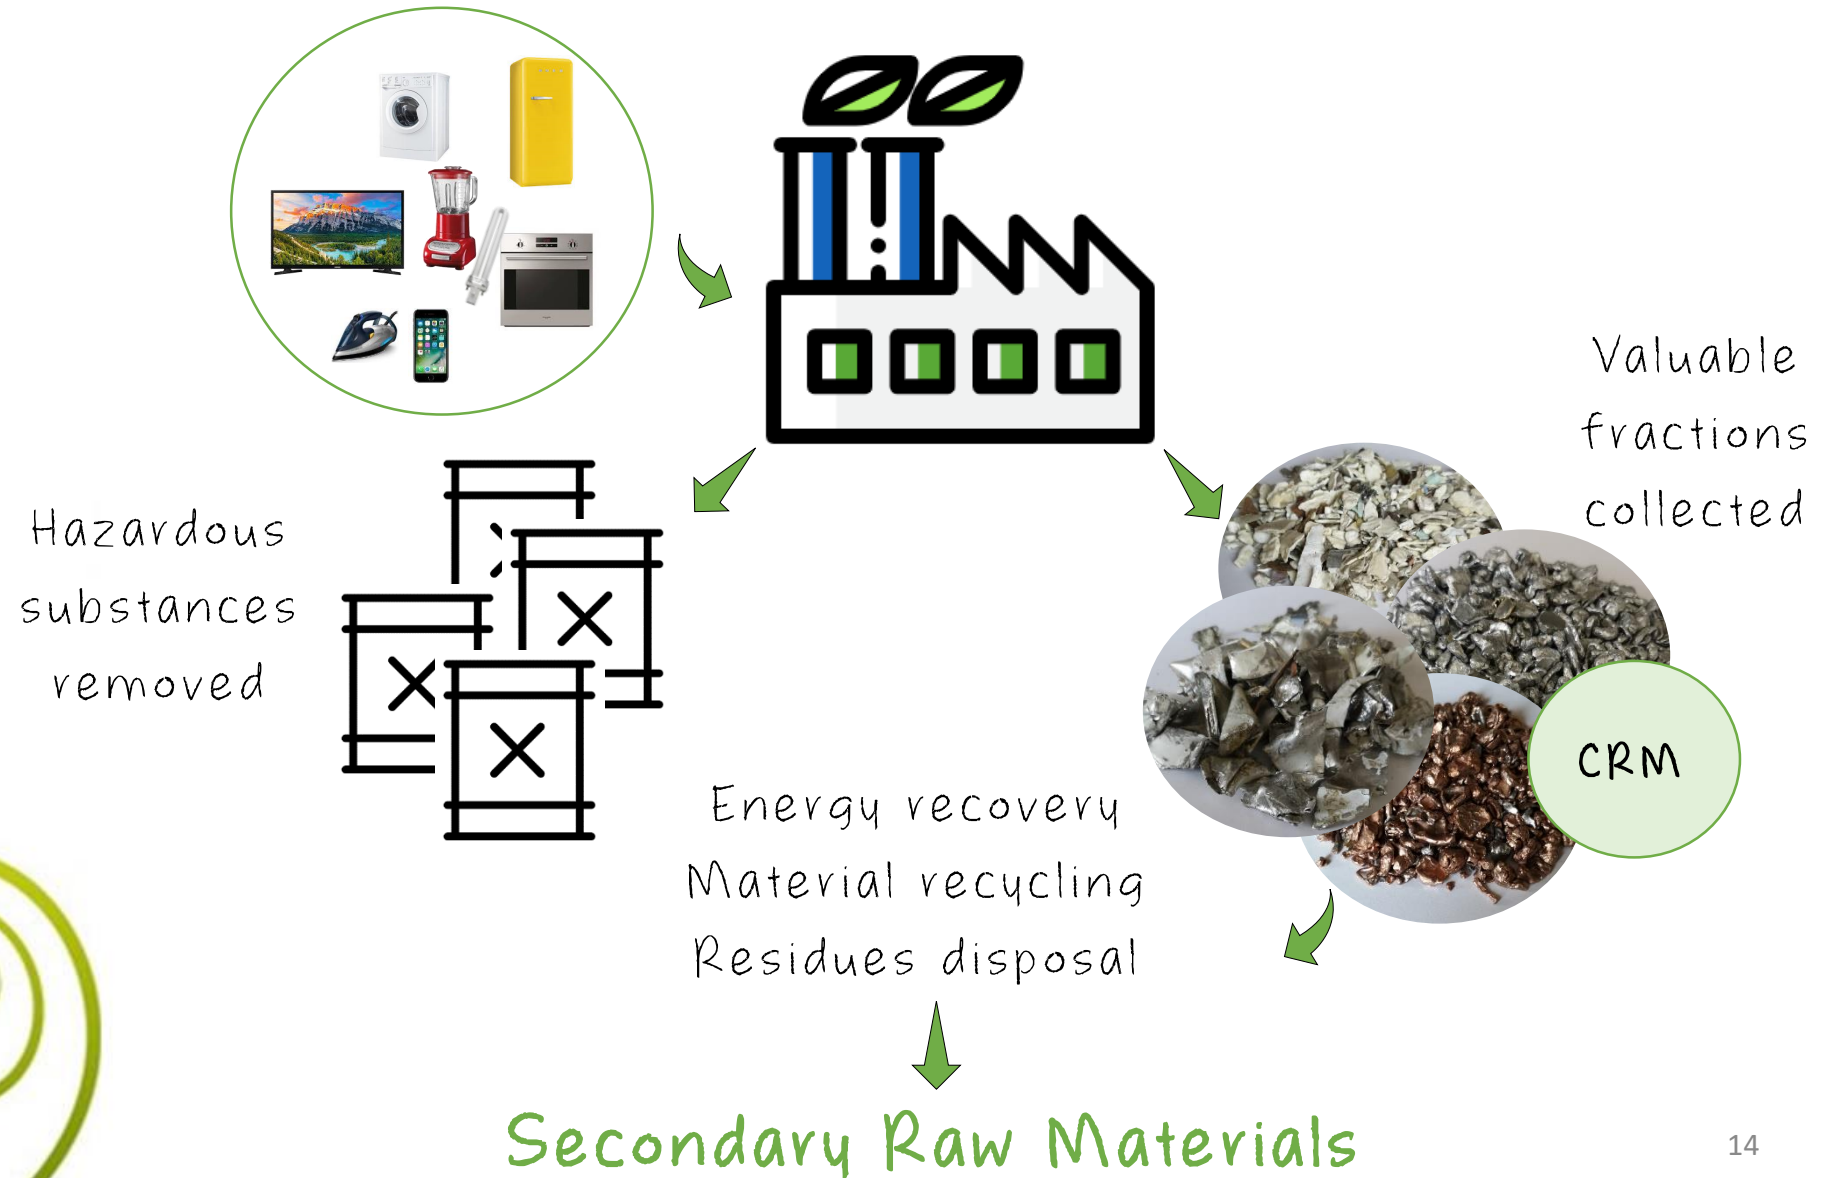 Valuable
fractions
collected
Hazardous
substances
removed
CRM
Energy recovery
Material recycling
Residues disposal
Secondary Raw Materials
14